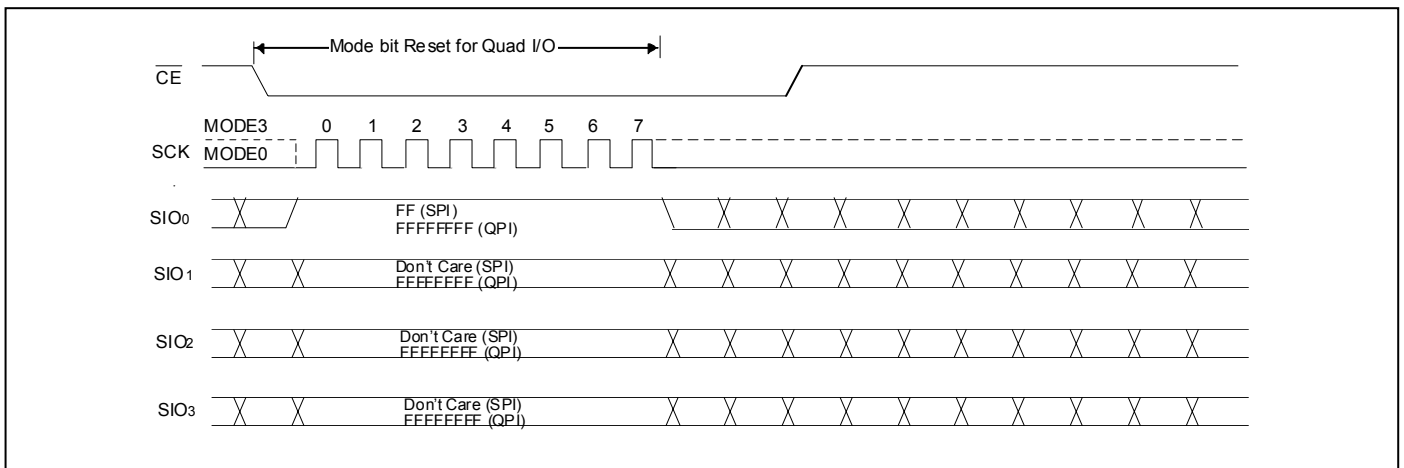 Mode bit Reset for Quad I/O
CE
MODE3
0 1 2 3 4 5 6 7
SCK
MODE0
SIO0
FF (SPI)
FFFFFFFF (QPI)
SIO1
Don't Care (SPI)
FFFFFFFF (QPI)
SIO2
Don't Care (SPI)
FFFFFFFF (QPI)
SIO3
Don't Care (SPI)
FFFFFFFF (QPI)